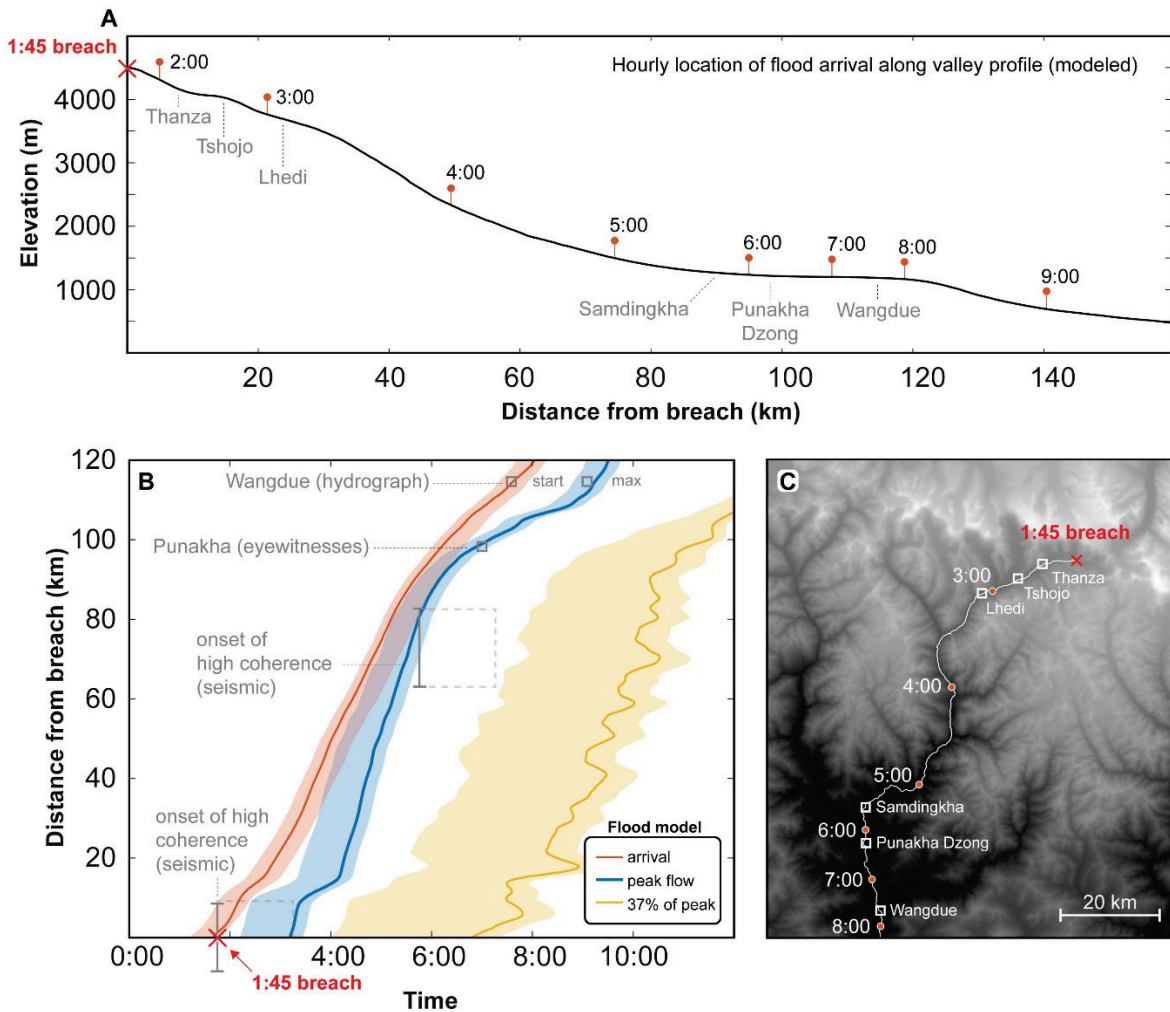 A
1:45 breach
Hourly location of flood arrival along valley profile (modeled)
2:00
3:00
4:00
5:00
6:00
7:00
8:00
9:00
Thanza
Tshojo
Lhedi
Samdingkha
Punakha
Dzong
Wangdue
Elevation (m)
4000
3000
2000
1000
20
40
60
80
100
120
140
Distance from breach (km)
B
Wangdue (hydrograph)
start
max
Punakha (eyewitnesses)
onset of
high coherence
(seismic)
onset of high
coherence
(seismic)
Flood model
arrival
peak flow
37% of peak
1:45 breach
Distance from breach (km)
120
100
80
60
40
20
0:00
4:00
6:00
8:00
10:00
Time
C
1:45 breach
Thanza
Tshojo
3:00
Lhedi
4:00
5:00
Samdingkha
6:00
Punakha Dzong
7:00
Wangdue
8:00
20 km